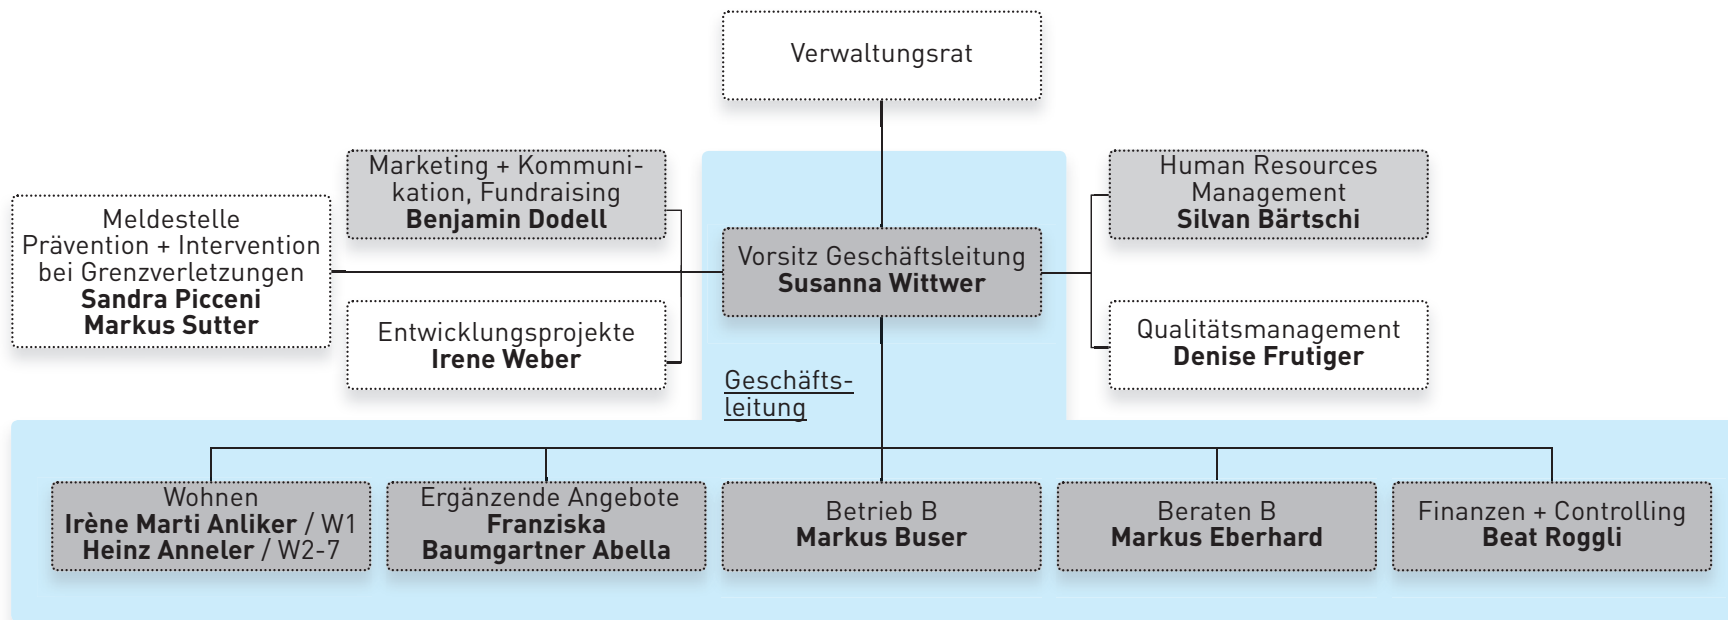 Verwaltungsrat
Marketing + Kommuni-
kation, Fundraising
Benjamin Dodell
Human Resources
Management
Silvan Bärtschi
Meldestelle
Prävention + Intervention
bei Grenzverletzungen
Sandra Picceni
Markus Sutter
Vorsitz Geschäftsleitung
Susanna Wittwer
Entwicklungsprojekte
Irene Weber
Qualitätsmanagement
Denise Frutiger
Geschäfts-
leitung
Wohnen
Irène Marti Anliker / W1
Heinz Anneler / W2-7
Ergänzende Angebote
Franziska
Baumgartner Abella
Betrieb B
Markus Buser
Beraten B
Markus Eberhard
Finanzen + Controlling
Beat Roggli